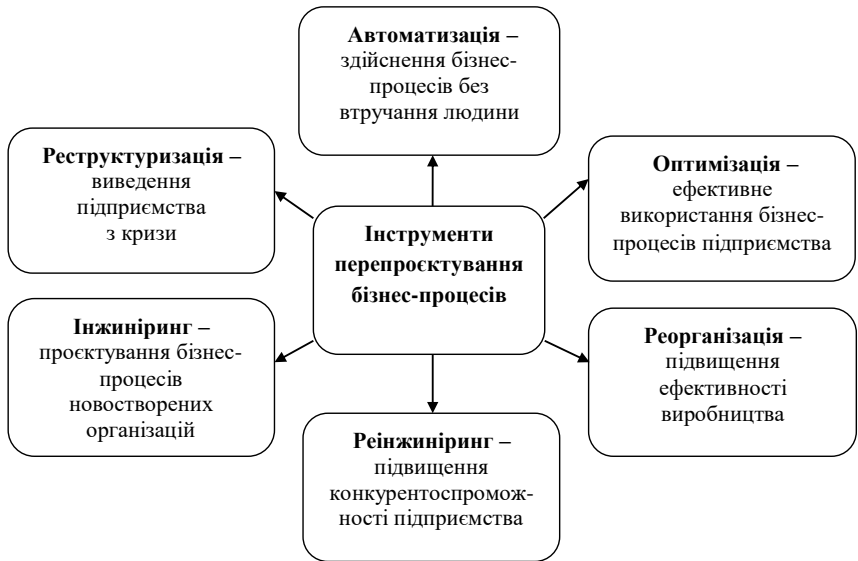 Автоматизація –
здійснення бізнес-
процесів без
втручання людини
Реструктуризація –
виведення
підприємства
з кризи
Оптимізація –
ефективне
використання бізнес-
процесів підприємства
Інструменти
перепроєктування
бізнес-процесів
Інжиніринг –
проєктування бізнес-
процесів
новостворених
організацій
Реорганізація –
підвищення
ефективності
виробництва
Реінжиніринг –
підвищення
конкурентоспромож-
ності підприємства